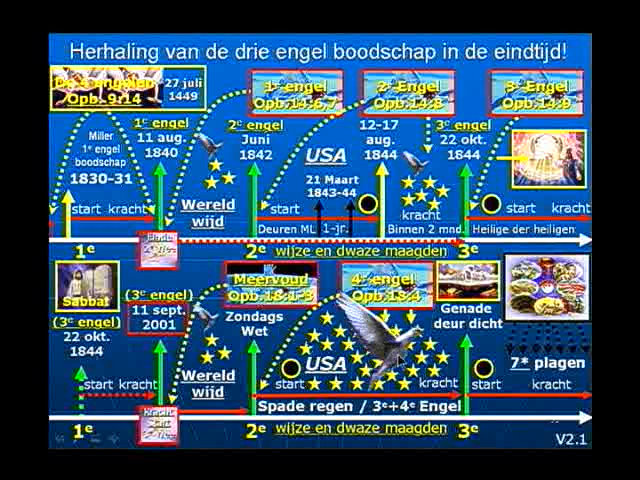 Herhaling van de drie engel boodschap in de eindtijd!
De 4 engelen
Opb. 9:14
27 juli
1449
1e engel
Opb.14:6,7
2e Engel
Opb.14:8
3e Engel
Opb.14:9
Miller
1e engel
boodschap
1830-31
1e engel
11 aug.
1840
2e engel
Juni
1842
USA
21 Maart
1843-44
12-17
aug.
1844
3e engel
22 okt.
1844
Wereld
wijd
start kracht
start
kracht
start kracht
Deuren
Binnen 2 mnd.
Heilige der heiligen
1e
2e
wijze en dwaze maagden
3e
Sabbat
(3e engel)
22 okt.
1844
(3e engel)
11 sept.
2001
Meervoud
Opb.18:1-3
Zondags
Wet
4e engel
Opb.18:4
Genade
deur dicht
7* plagen
Wereld
wijd
USA
start kracht
start
kracht
start
kracht
Spade regen / 3e+4e Engel
1e
2e
wijze en dwaze maagden
3e
V2.1